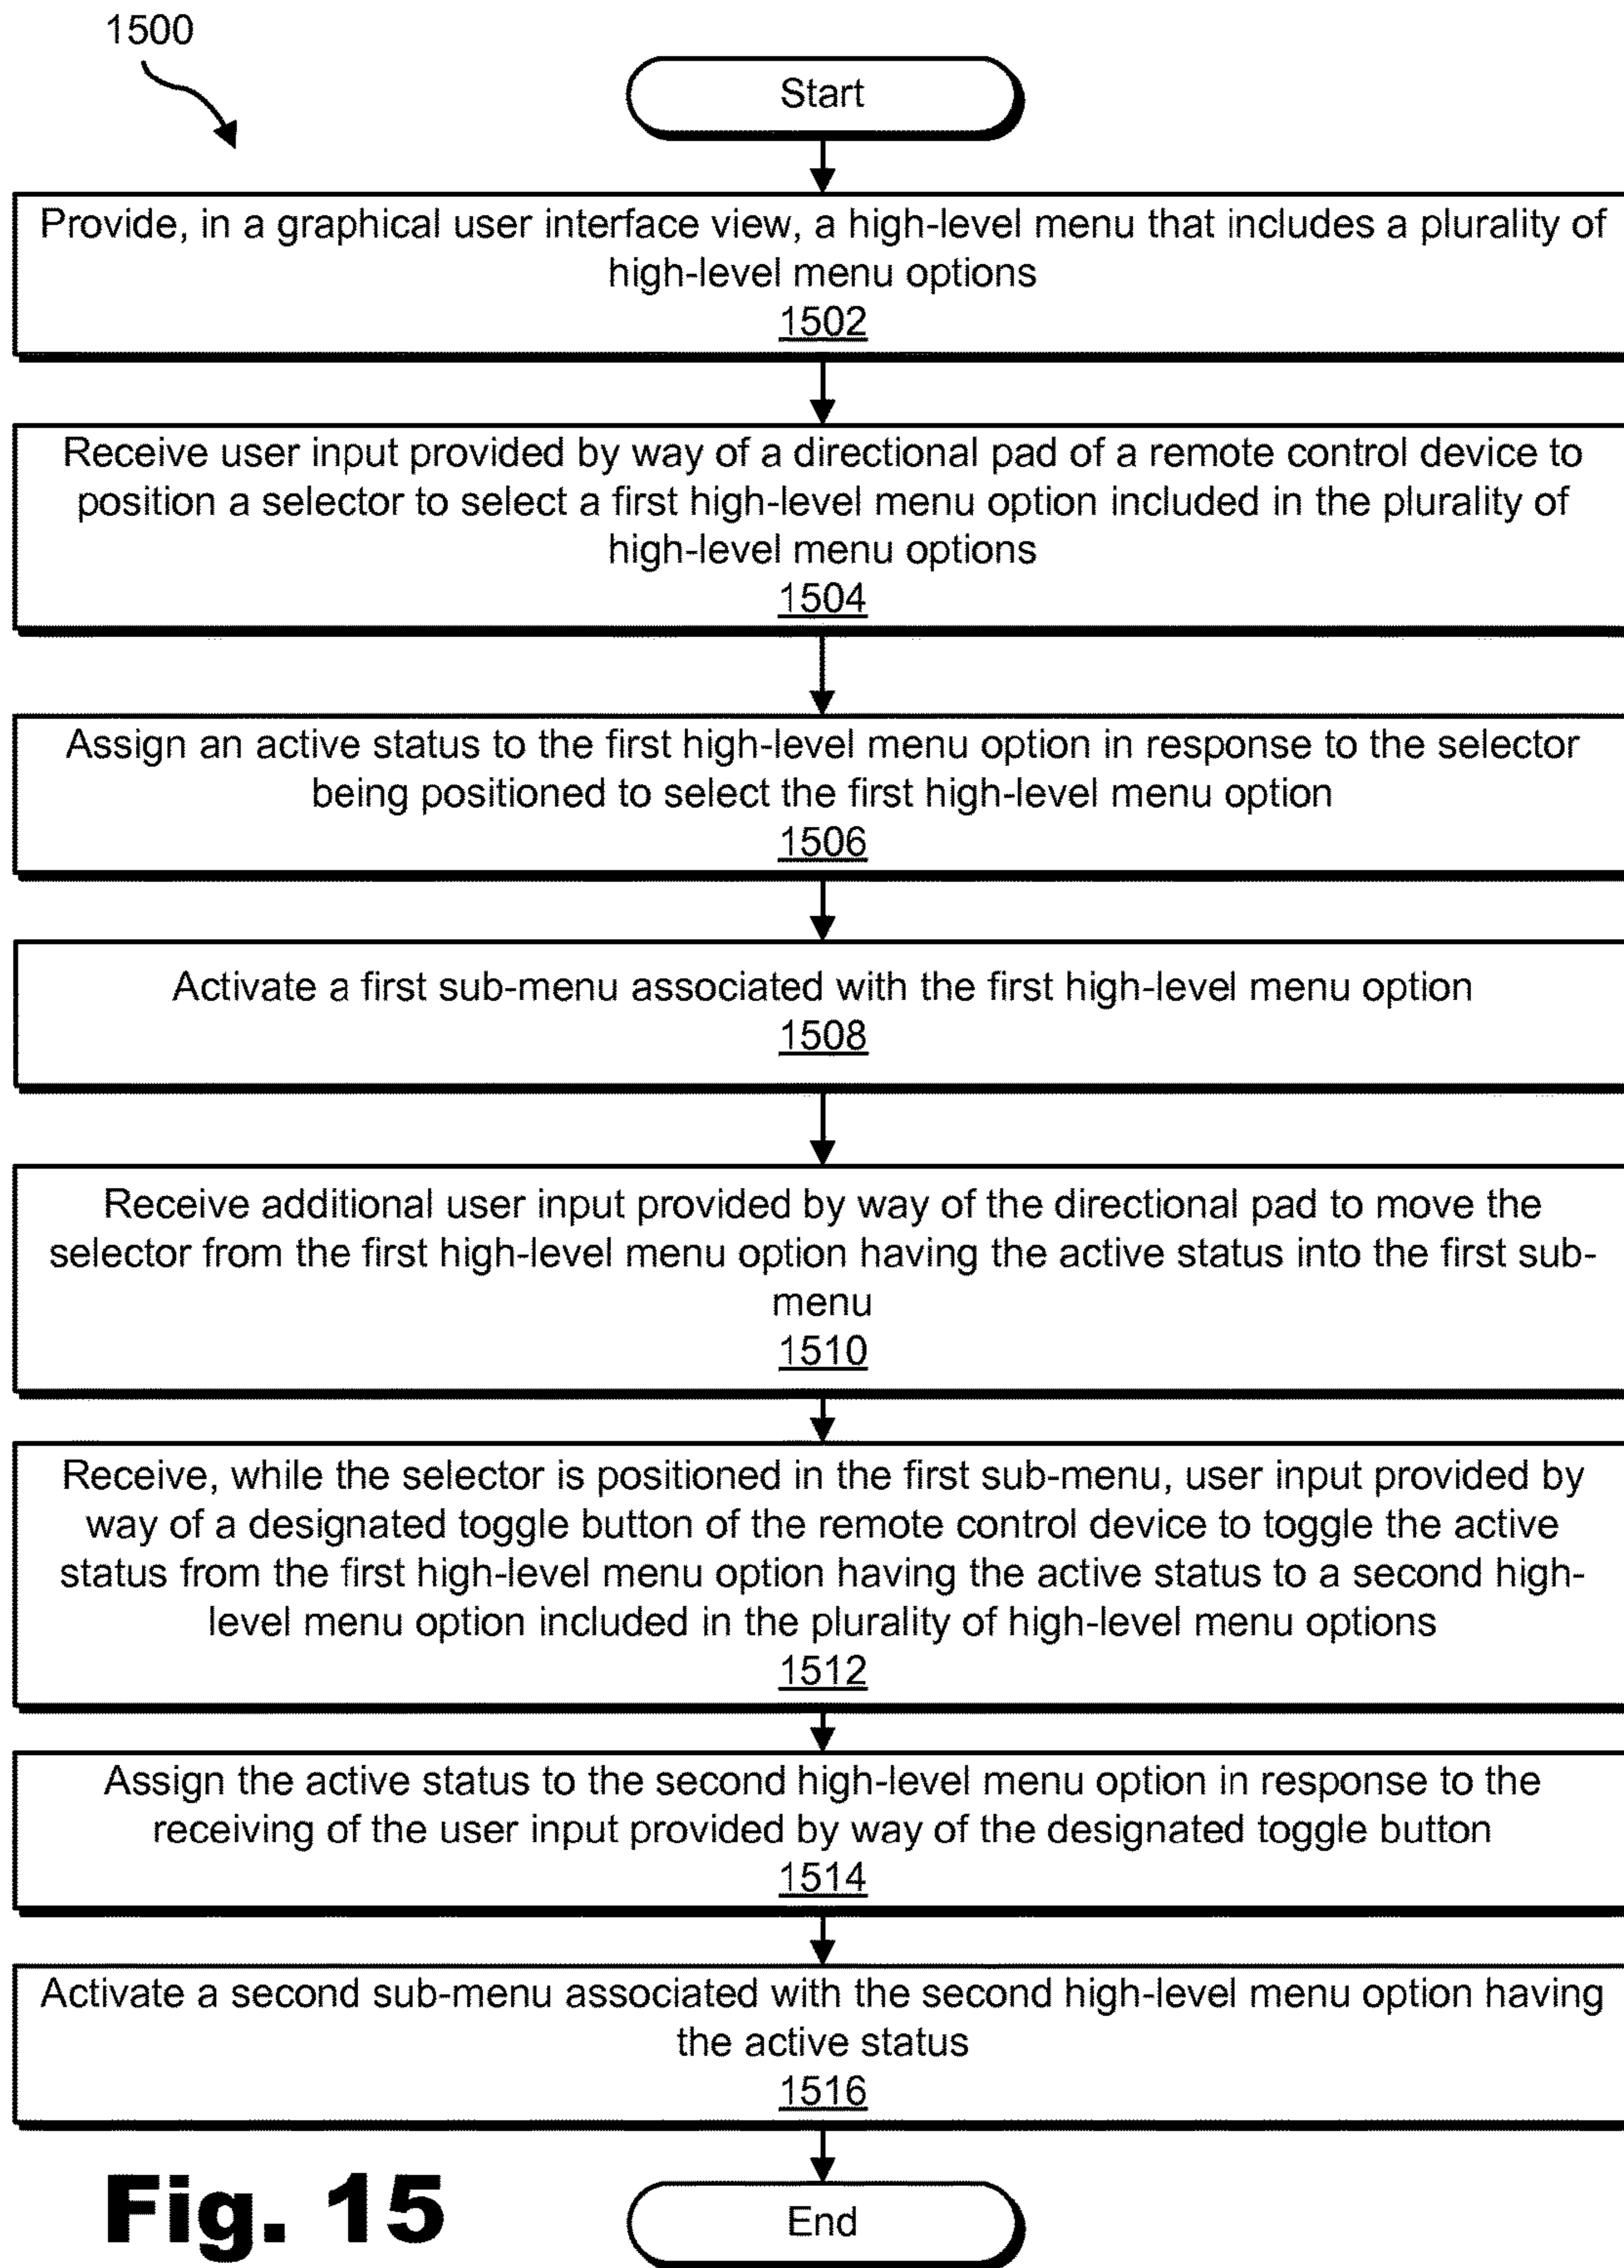 1500
Start
Provide, in a graphical user interface view, a high-level menu that includes a plurality of
high-level menu options
1502
Receive user input provided by way of a directional pad of a remote control device to
position a selector to select a first high-level menu option included in the plurality of
high-level menu options
1504
Assign an active status to the first high-level menu option in response to the selector
being positioned to select the first high-level menu option
1506
Activate a first sub-menu associated with the first high-level menu option
1508
Receive additional user input provided by way of the directional pad to move the
selector from the first high-level menu option having the active status into the first sub-
menu
1510
Receive, while the selector is positioned in the first sub-menu, user input provided by
way of a designated toggle button of the remote control device to toggle the active
status from the first high-level menu option having the active status to a second high-
level menu option included in the plurality of high-level menu options
1512
Assign the active status to the second high-level menu option in response to the
receiving of the user input provided by way of the designated toggle button
1514
Activate a second sub-menu associated with the second high-level menu option having
the active status
1516
End
Fig. 15